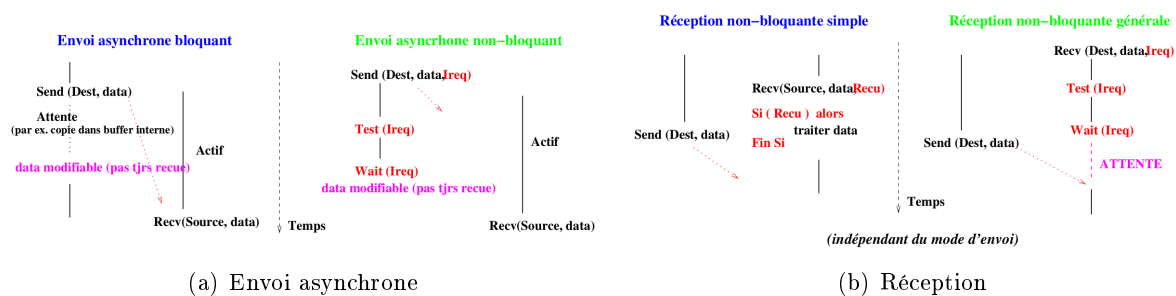 Envoi asynchrone bloquant
Send (Dest, data)
Attente
(par ex. copie dans buffer interne)
data modifiable (pas tjrs recue)
Actif
Recv(Source, data)
Temps
Envoi asyncrhone non−bloquant
Send (Dest, data,Ireq)
Test (Ireq)
Wait (Ireq)
data modifiable (pas tjrs recue)
Actif
Recv(Source, data)
(a) Envoi asynchrone
Réception non−bloquante simple
Recv(Source, data,Recu)
Si ( Recu ) alors
traiter data
Fin Si
Send (Dest, data)
Temps
Réception non−bloquante générale
Recv (Dest, data,Ireq)
Test (Ireq)
Wait (Ireq)
Send (Dest, data)
ATTENTE
(indépendant du mode d'envoi)
(b) Réception